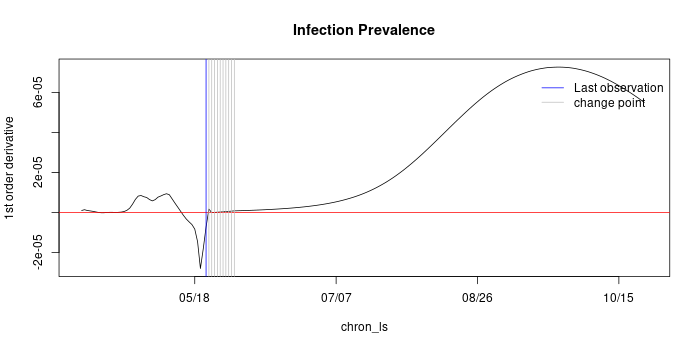 Infection Prevalence
1st order derivative
6e-05
2e-05
-2e-05
Last observation
change point
05/18
07/07
08/26
10/15
chron_ls